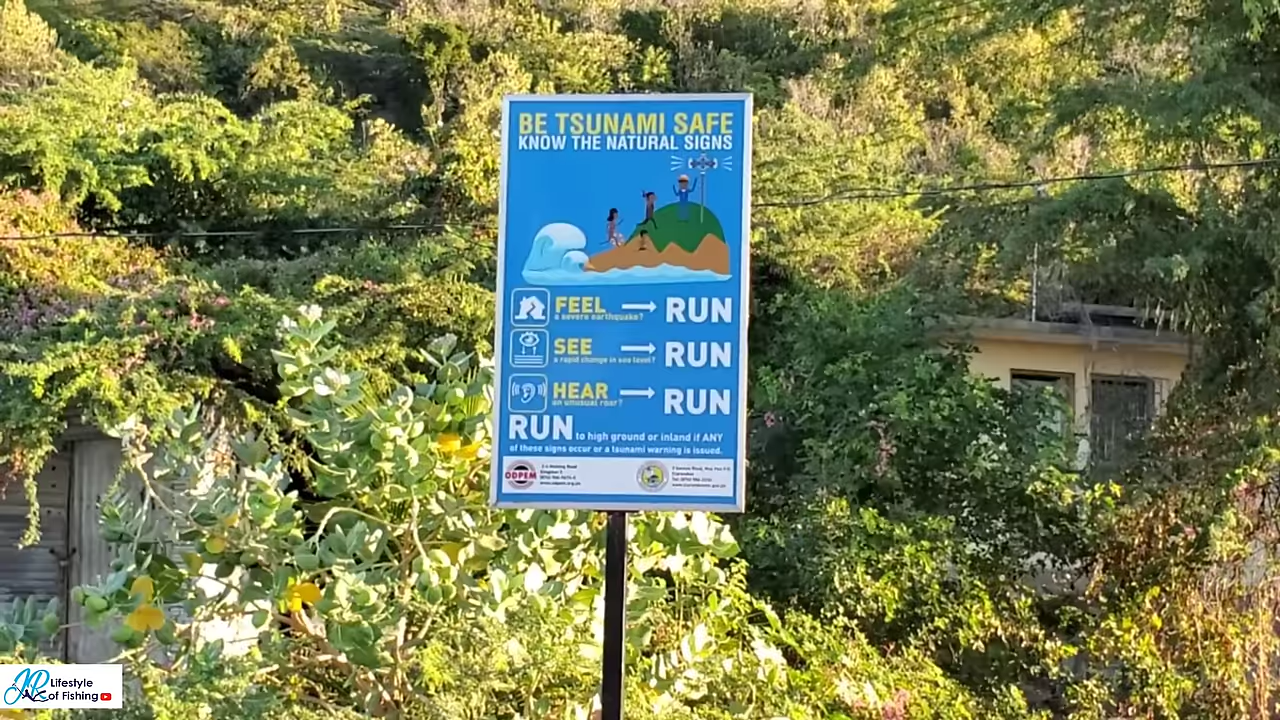 BE TSUNAMI SAFE
KNOW THE NATURAL SIGNS
FEEL → RUN
a severe earthquake?
SEE → RUN
a rapid change in sea level?
HEAR → RUN
an unusual roar?
RUN to high ground or inland if ANY
of these signs occur or a tsunami warning is issued.
ODPEM
Lifestyle
of Fishing